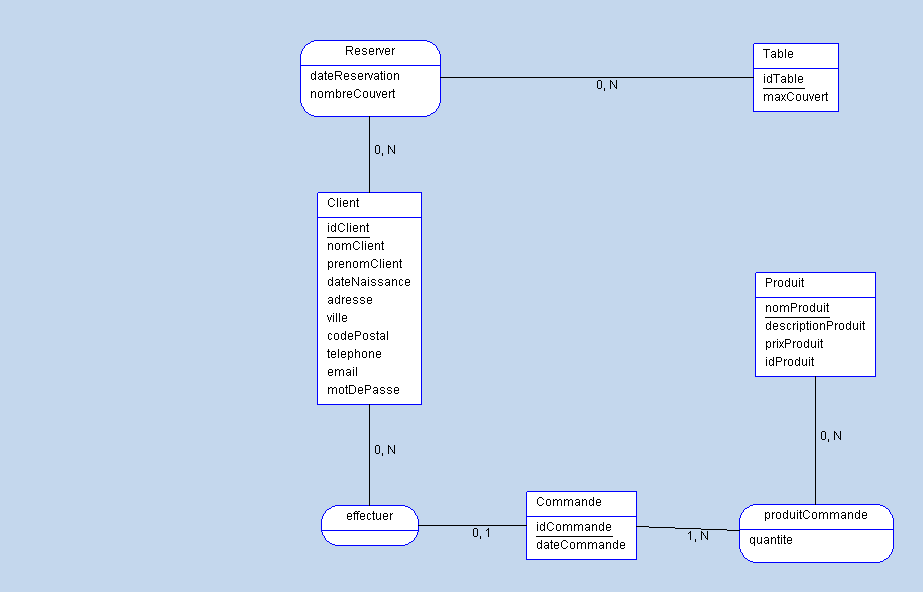 Reserver
dateReservation
nombreCouvert
0, N
Table
idTable
maxCouvert
0, N
Client
idClient
nomClient
prenomClient
dateNaissance
adresse
ville
codePostal
telephone
email
motDePasse
Produit
nomProduit
descriptionProduit
prixProduit
idProduit
0, N
0, N
effectuer
0, 1
Commande
idCommande
dateCommande
1, N
produitCommande
quantite